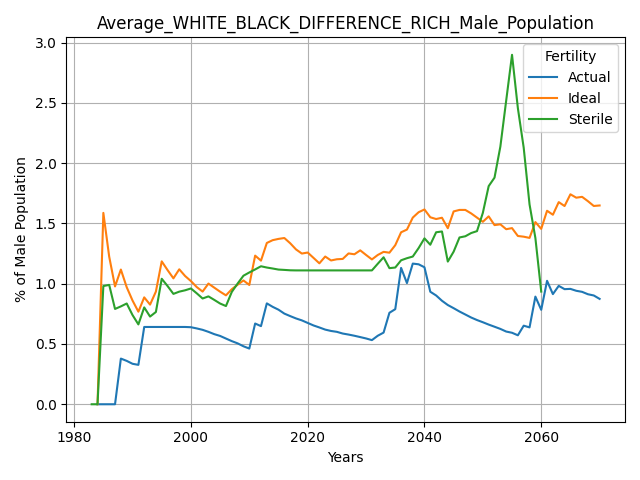 Average_WHITE_BLACK_DIFFERENCE_RICH_Male_Population
3.0
2.5
2.0
1.5
1.0
0.5
0.0
% of Male Population
Fertility
Actual
Ideal
Sterile
1980
2000
2020
2040
2060
Years